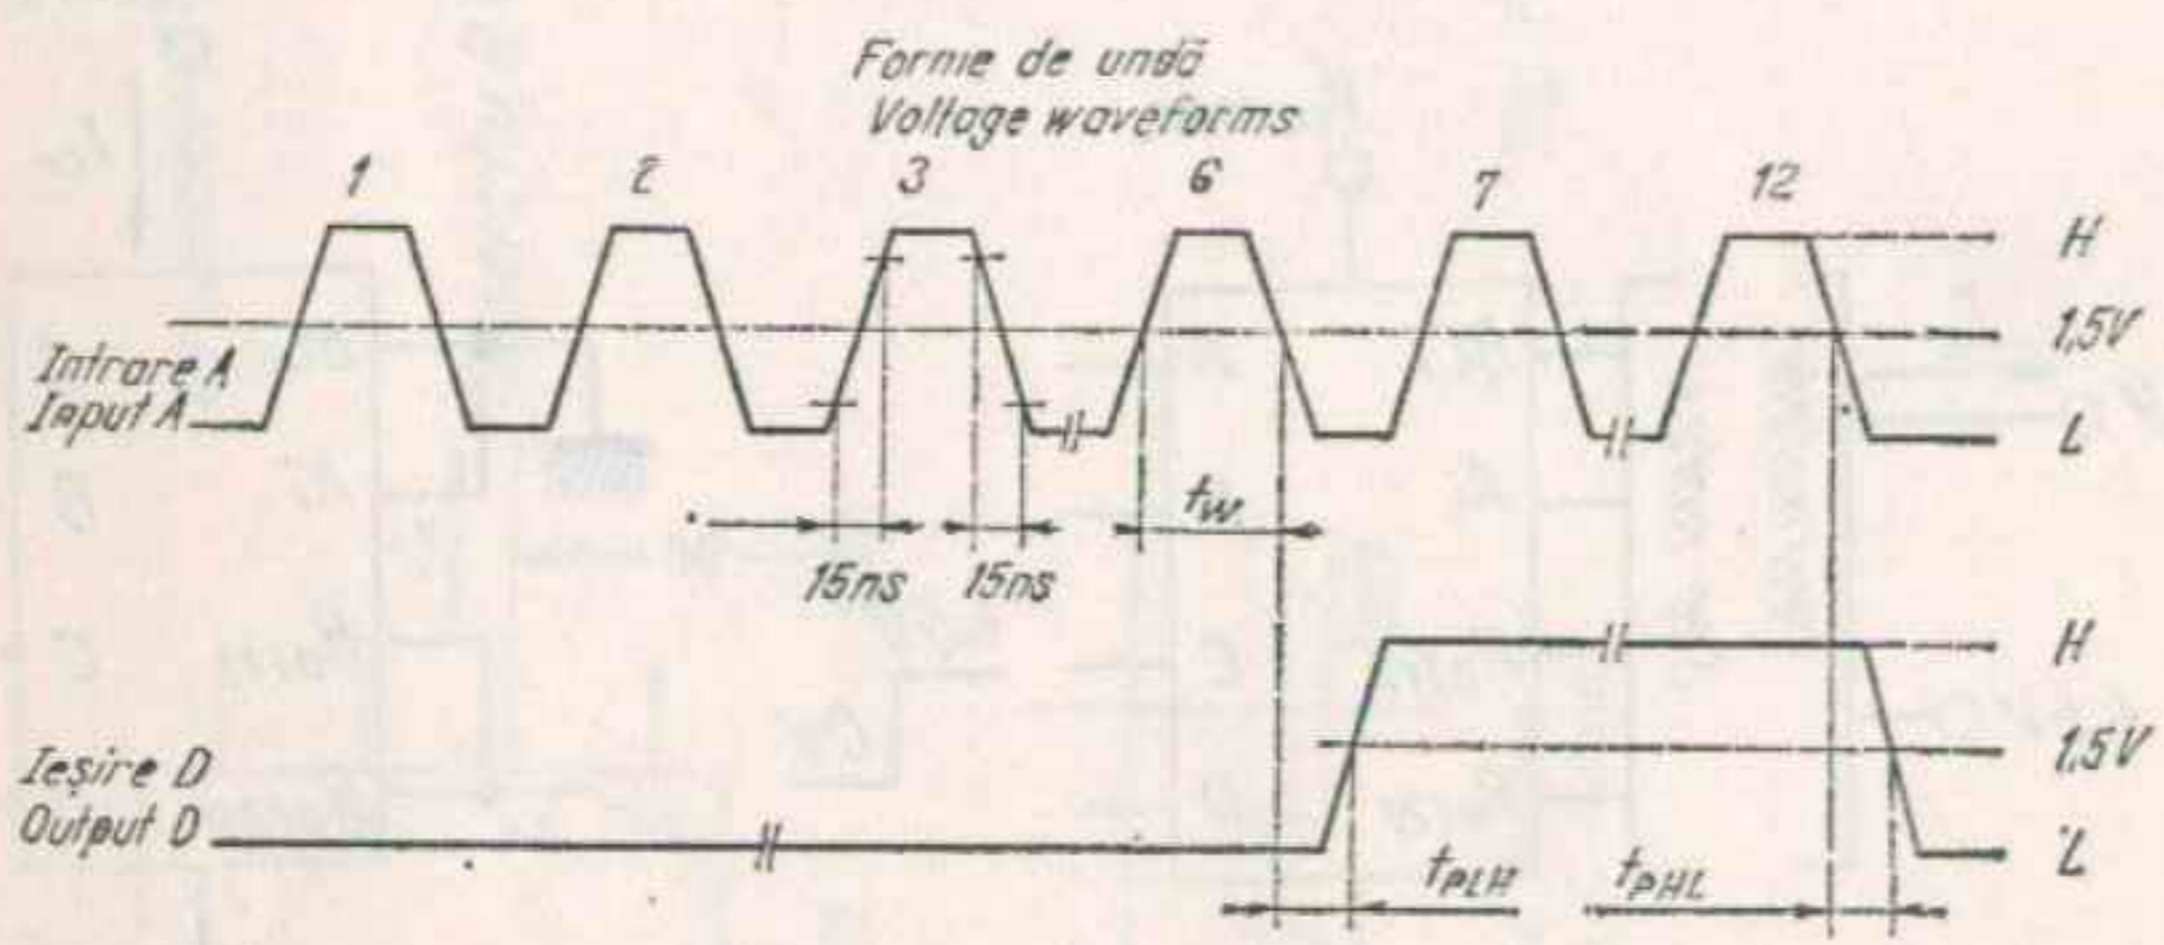 Forme de undă
Voltage waveforms
1 2 3 6 7 12
H
1,5V
Intrare A
Input A
L
tw
15ns 15ns
H
Ieșire D
1,5V
Output D
L
tPLH tPHL